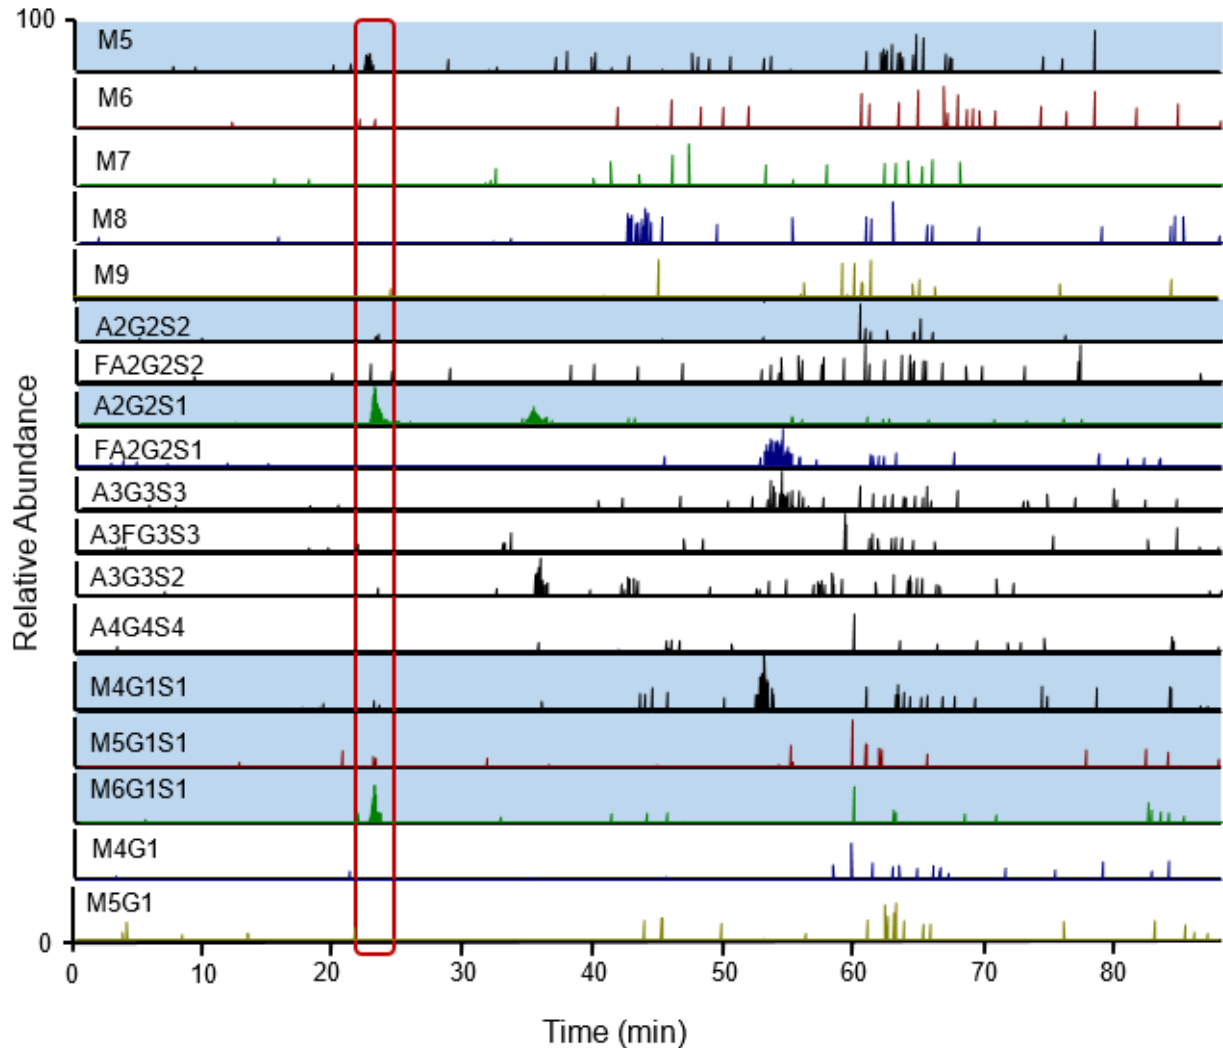 100
M5
M6
M7
M8
M9
A2G2S2
FA2G2S2
A2G2S1
FA2G2S1
A3G3S3
A3FG3S3
A3G3S2
A4G4S4
M4G1S1
M5G1S1
M6G1S1
M4G1
M5G1
0
Relative Abundance
0 10 20 30 40 50 60 70 80
Time (min)